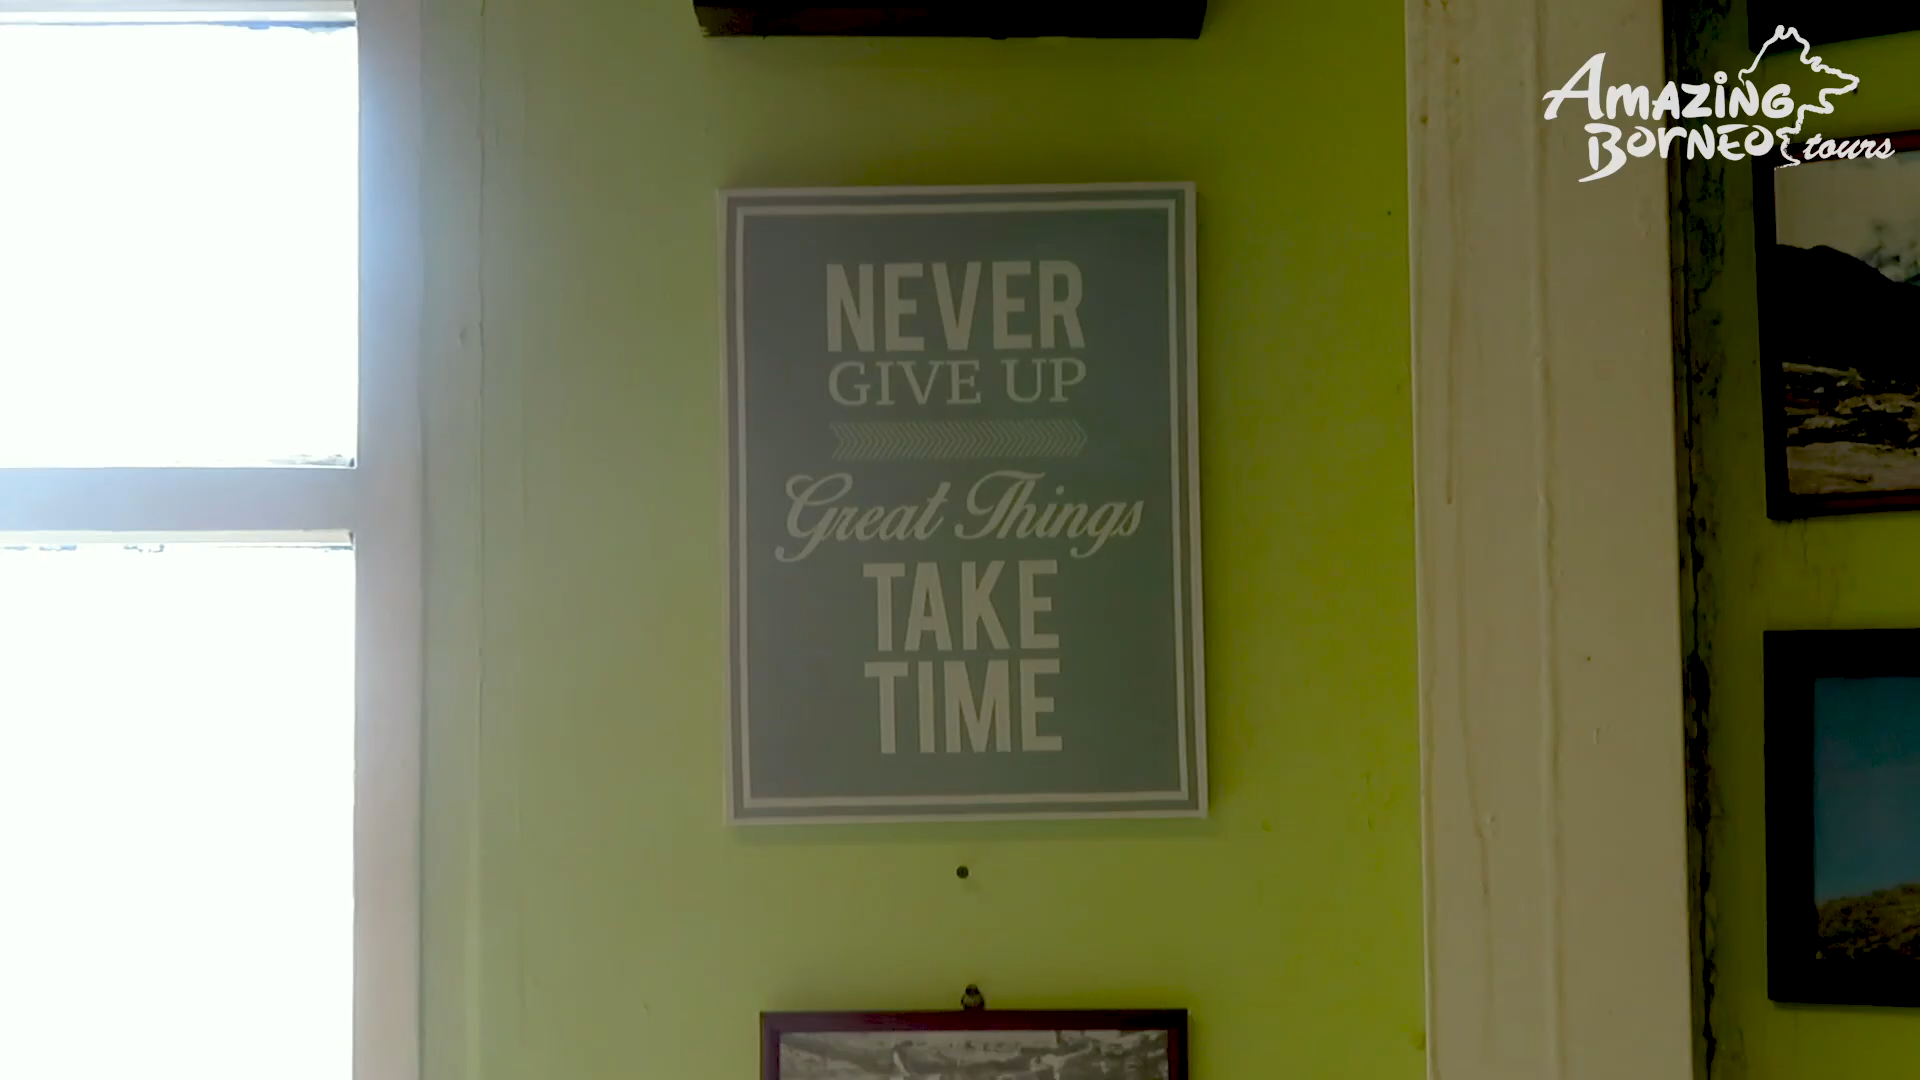 AMAZING
BORNEO tours
NEVER
GIVE UP
Great Things
TAKE
TIME